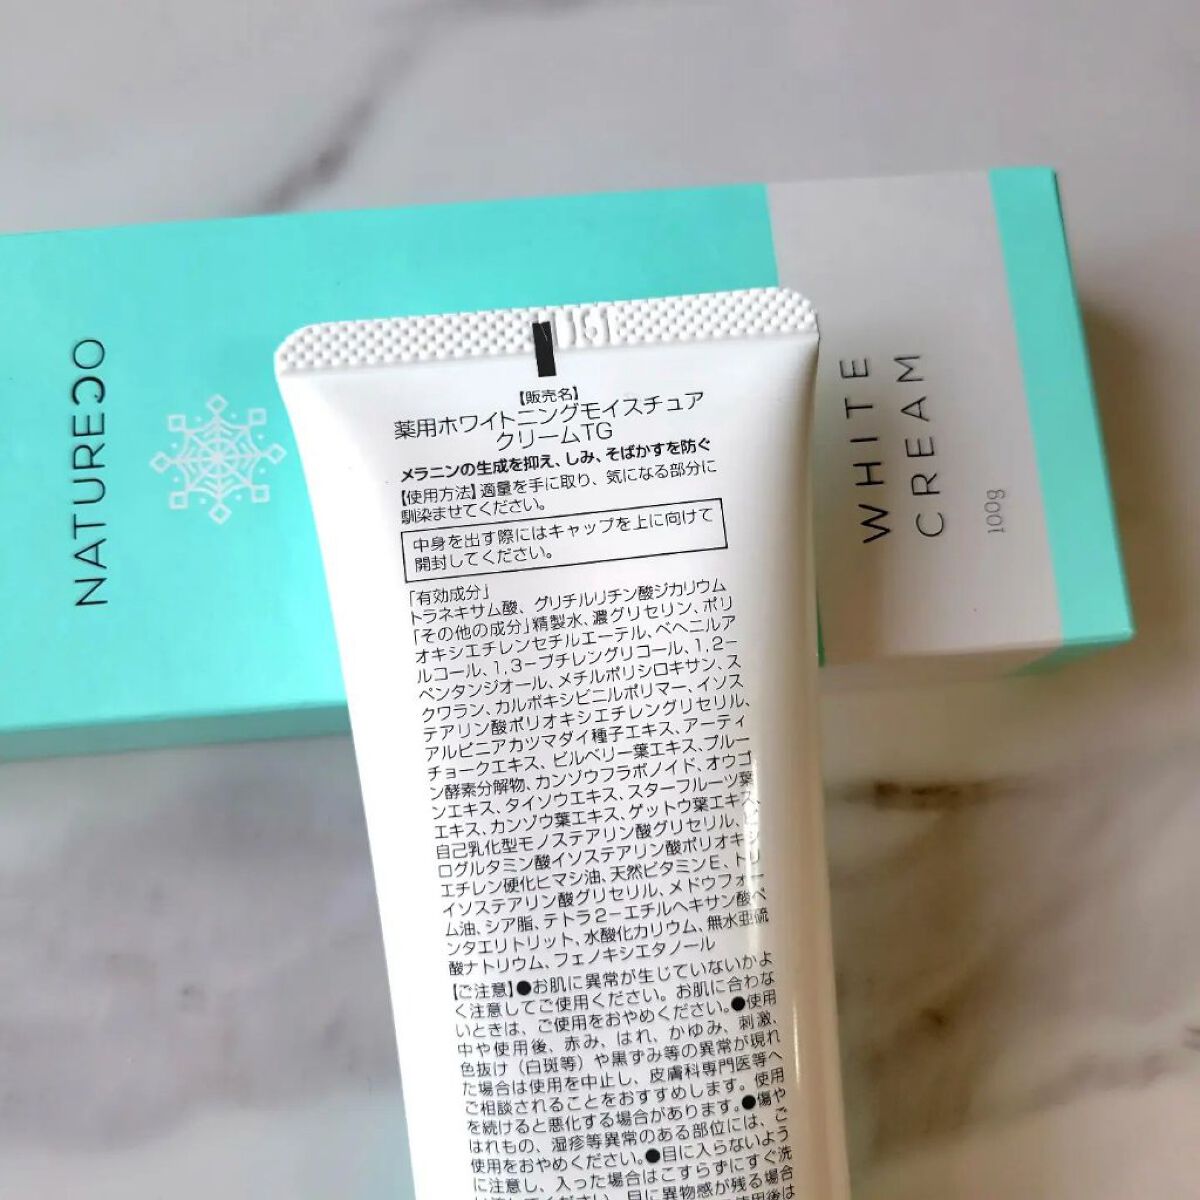 NATURECO
WHITE
CREAM
100g
【販売名】
薬用ホワイトニングモイスチュア
クリームTG
メラニンの生成を抑え、しみ、そばかすを防ぐ
【使用方法】適量を手に取り、気になる部分に
馴染ませてください。
中身を出す際にはキャップを上に向けて
開封してください。
「有効成分」
トラネキサム酸、グリチルリチン酸ジカリウム
「その他の成分」精製水、濃グリセリン、ポリ
オキシエチレンセチルエーテル、ベヘニルア
ルコール、1,3−ブチレングリコール、1,2−
ペンタンジオール、メチルポリシロキサン、ス
クワラン、カルボキシビニルポリマー、イソス
テアリン酸ポリオキシエチレングリセリル、
アルピニアカツマダイ種子エキス、アーティ
チョークエキス、ビルベリー葉エキス、プルー
ン酵素分解物、カンゾウフラボノイド、オウゴ
ンエキス、タイソウエキス、スターフルーツ葉
エキス、カンゾウ葉エキス、ゲットウ葉エキス、
自己乳化型モノステアリン酸グリセリル、ピ
ログルタミン酸イソステアリン酸ポリオキシ
エチレン硬化ヒマシ油、天然ビタミンE、トリ
イソステアリン酸グリセリル、メドウフォー
ム油、シア脂、テトラ2−エチルヘキサン酸ペ
ンタエリトリット、水酸化カリウム、無水亜硫
酸ナトリウム、フェノキシエタノール
【ご注意】●お肌に異常が生じていないかよ
く注意してご使用ください。お肌に合わな
いときは、ご使用をおやめください。●使用
中や使用後、赤み、はれ、かゆみ、刺激、
色抜け（白斑等）や黒ずみ等の異常が現れ
た場合は使用を中止し、皮膚科専門医等へ
ご相談されることをおすすめします。使用
を続けると悪化する場合があります。●傷や
はれもの、湿疹等異常のある部位には、ご
使用をおやめください。●目に入らないよう
に注意し、入った場合はこすらずにすぐ洗
い流してください。目に異物感が残る場合